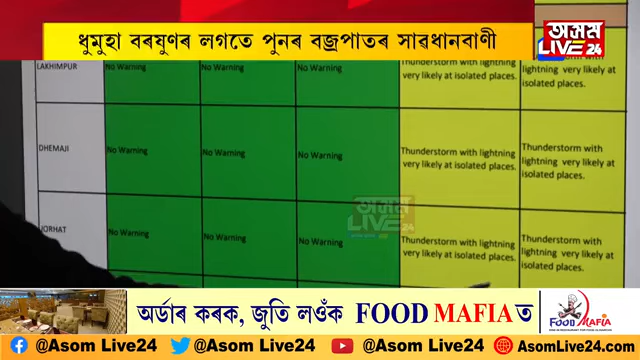 ধুমুহা বৰষুণৰ লগতে পুনৰ বজ্ৰপাতৰ সাৱধানবাণী
অসম
LIVE24
LAKHIMPUR
No Warning
No Warning
No Warning
Thunderstorm with lightning very likely at isolated places.
lightning very likely at isolated places.
DHEMAJI
No Warning
No Warning
No Warning
Thunderstorm with lightning very likely at isolated places.
Thunderstorm with lightning very likely at isolated places.
অসম
LIVE24
JORHAT
No Warning
No Warning
No Warning
Thunderstorm with lightning very likely at isolated places.
Thunderstorm with lightning very likely at isolated places.
অৰ্ডাৰ কৰক, জুতি লওঁক FOOD MAFIAত
FOOD MAFIA
@Asom Live24 @AsomLive24 @Asom Live24 @AsomLive24